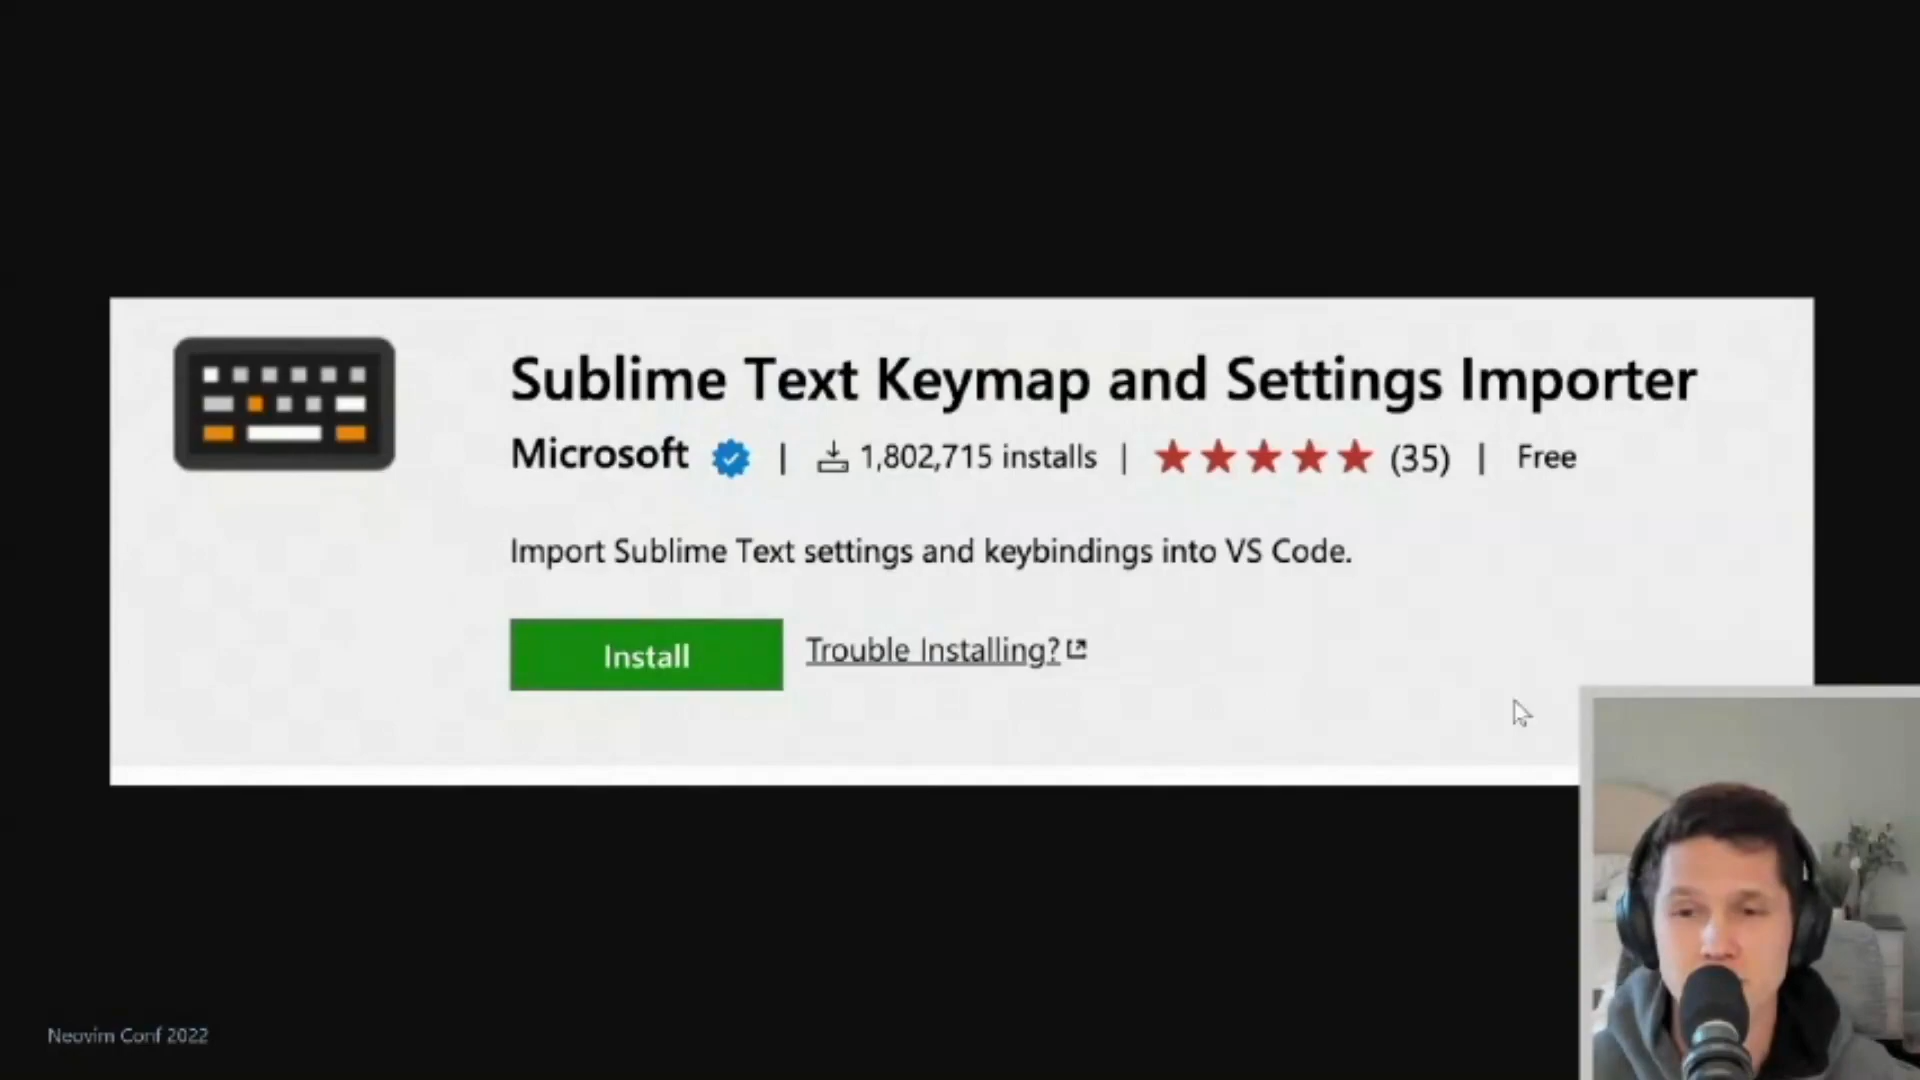 Sublime Text Keymap and Settings Importer
Microsoft | 1,802,715 installs | (35) | Free
Import Sublime Text settings and keybindings into VS Code.
Install Trouble Installing?
Neovim Conf 2022